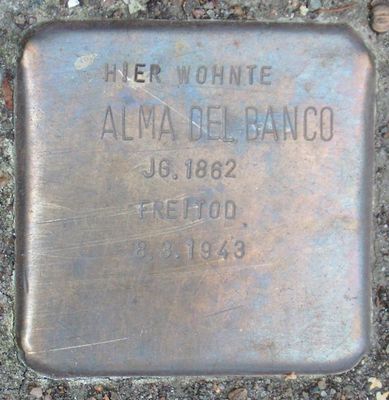 HIER WOHNTE
ALMA DEL BANCO
JG. 1862
FREITOD
8.3.1943